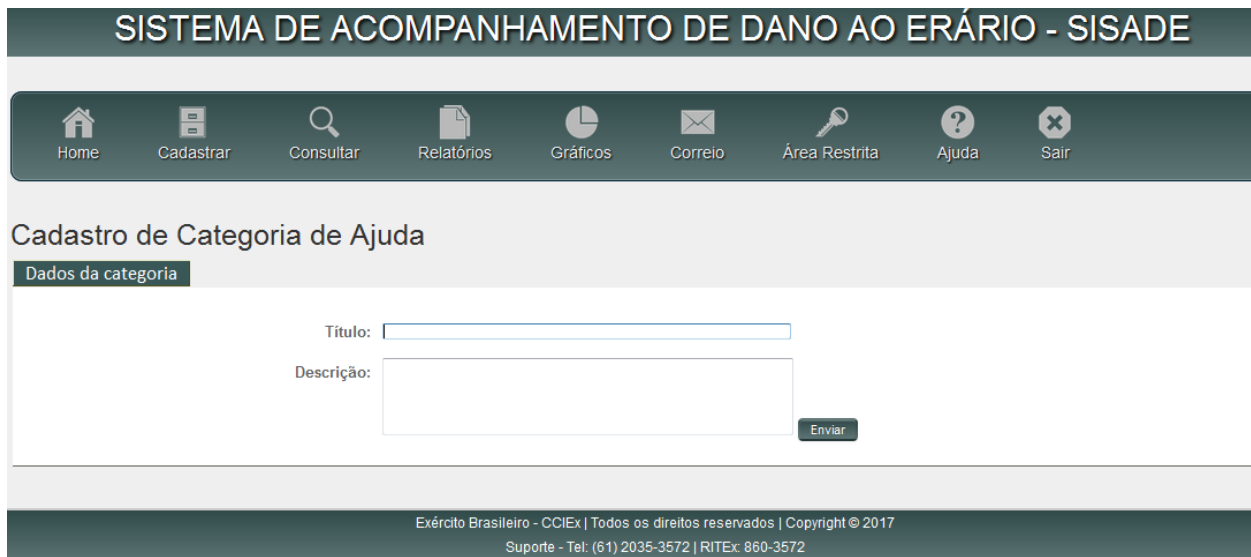 SISTEMA DE ACOMPANHAMENTO DE DANO AO ERÁRIO - SISADE
Home Cadastrar Consultar Relatórios Gráficos Correio Área Restrita Ajuda Sair
Cadastro de Categoria de Ajuda
Dados da categoria
Título:
Descrição:
Enviar
Exército Brasileiro - CCIEx | Todos os direitos reservados | Copyright © 2017
Suporte - Tel: (61) 2035-3572 | RITEx: 860-3572